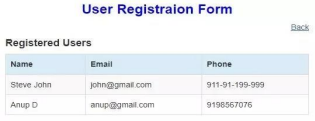 User Registraion Form
Back
Registered Users
Name Email Phone
Steve John john@gmail.com 911-91-199-999
Anup D anup@gmail.com 9198567076